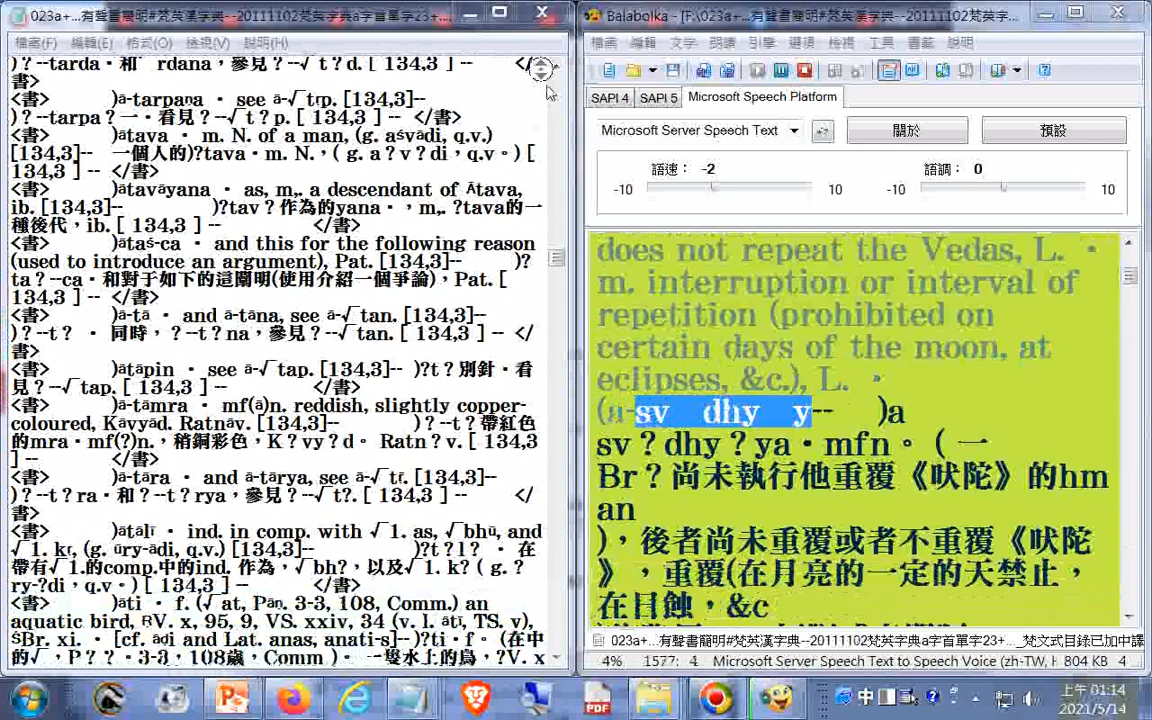 有聲書簡明#梵英漢字典--20111102梵英字典a字首單字23+...
檔案(F) 編輯(E) 格式(O) 檢視(V) 說明(H)
)? --tarda · 和
rdana，參見? --√ t? d. [ 134,3 ] </
書>
<書> )ā-tarpaṇa · see ā-√tṛp. [134,3]--
)? --tarpa? 一 · 看見? --√ t? p. [ 134,3 ] </書>
<書> )ātava · m. N. of a man, (g. aśvādi, q.v.)
[134,3]-- 一個人的)?tava · m. N.，( g. a? v? di，q.v。) [
134,3 ] -- </書>
<書> )ātavāyana · as, m,. a descendant of Ātava,
ib. [134,3]-- )?tav? 作為的yana · ，m,. ?tava的一
種後代，ib. [ 134,3 ] -- </書>
<書> )ātaś-ca · and this for the following reason
(used to introduce an argument), Pat. [134,3]-- )?
ta? --ca · 和對于如下的這闡明(使用介紹一個爭論)，Pat. [
134,3 ] -- </書>
<書> )ā-tā · and ā-tāna, see ā-√tan. [134,3]--
)? --t? · 同時，? --t? na，參見? --√ tan. [ 134,3 ] </
書>
<書> )ātāpin · see ā-√tap. [134,3]-- )?t? 別針 · 看
見? --√ tap. [ 134,3 ] </書>
<書> )ā-tāmra · mf(ā)n. reddish, slightly copper-
coloured, Kāvyād. Ratnāv. [134,3]-- )? --t? 帶紅色
的mra · mf(?)n.，稍銅彩色，K? vy? d。 Ratn? v. [ 134,3
] -- </書>
<書> )ā-tāra · and ā-tārya, see ā-√tṝ. [134,3]--
)? --t? ra · 和? --t? rya，參見? --√ t?. [ 134,3 ] </
書>
<書> )ātālī · ind. in comp. with √1. as, √bhū, and
√1. kṛ, (g. ūry-ādi, q.v.) [134,3]-- )?t? l? · 在
帶有√ 1.的comp.中的ind. 作為，√ bh?，以及√ 1. k? ( g. ?
ry-?di，q.v。) [ 134,3 ] </書>
<書> )āti · f. (√at, Pāṇ. 3-3, 108, Comm.) an
aquatic bird, ṚV. x, 95, 9, VS. xxiv, 34 (v. l. ātī, TS. v),
ŚBr. xi. · [cf. ādi and Lat. anas, anati-s]--)?ti · f。 (在中
的√，P? ? 。3-3，108歲，Comm )。 一隻水上的鳥，?V. x
Balabolka - [F:\023a+...有聲書簡明#梵英漢字典--20111102梵英字...
檔案 編輯 文字 朗讀 引擎 選項 檢視 工具 書籤 說明
SAPI 4 SAPI 5 Microsoft Speech Platform
Microsoft Server Speech Text 關於 預設
語速： -2 語調： 0
-10 10 -10 10
does not repeat the Vedas, L. ·
m. interruption or interval of
repetition (prohibited on
certain days of the moon, at
eclipses, &c.), L. ·
(a-sv dhy y-- )a
sv ? dhy ? ya · mfn 。 ( 一
Br ? 尚未執行他重覆《吠陀》的hm
an
)，後者尚未重覆或者不重覆《吠陀
》，重覆(在月亮的一定的天禁止，
在日蝕，&c
023a+...有聲書簡明#梵英漢字典--20111102梵英字典a字首單字23+..._梵文式目錄已加中譯
4% 1577: 4 Microsoft Server Speech Text to Speech Voice (zh-TW, H 804 KB 4
中
上午 01:14
2021/5/14